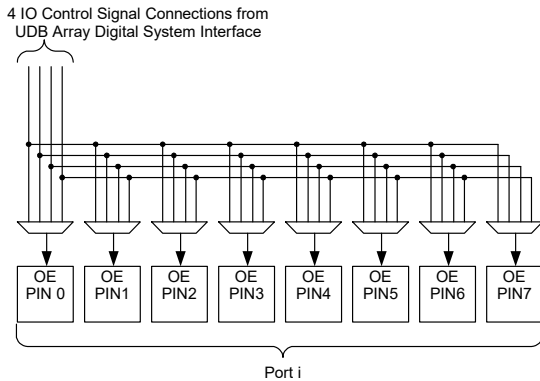 4 IO Control Signal Connections from
UDB Array Digital System Interface
OE
PIN 0
OE
PIN1
OE
PIN2
OE
PIN3
OE
PIN4
OE
PIN5
OE
PIN6
OE
PIN7
Port i